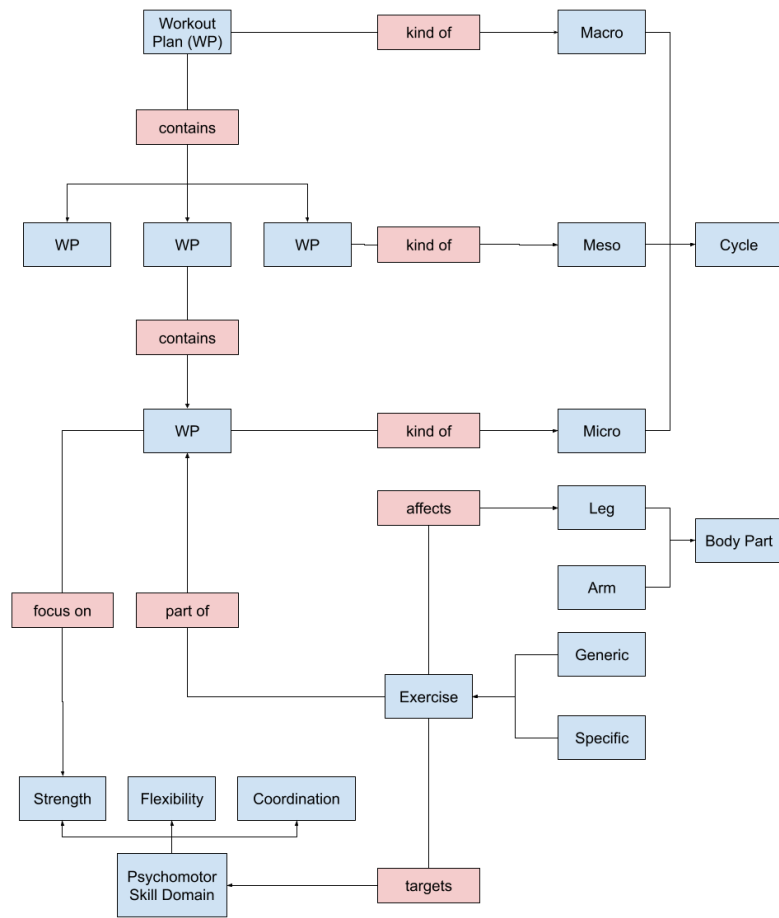 Workout
Plan (WP)
kind of
Macro
contains
WP
WP
WP
kind of
Meso
Cycle
contains
WP
kind of
Micro
affects
Leg
Body Part
Arm
focus on
part of
Generic
Exercise
Specific
Strength
Flexibility
Coordination
Psychomotor
Skill Domain
targets